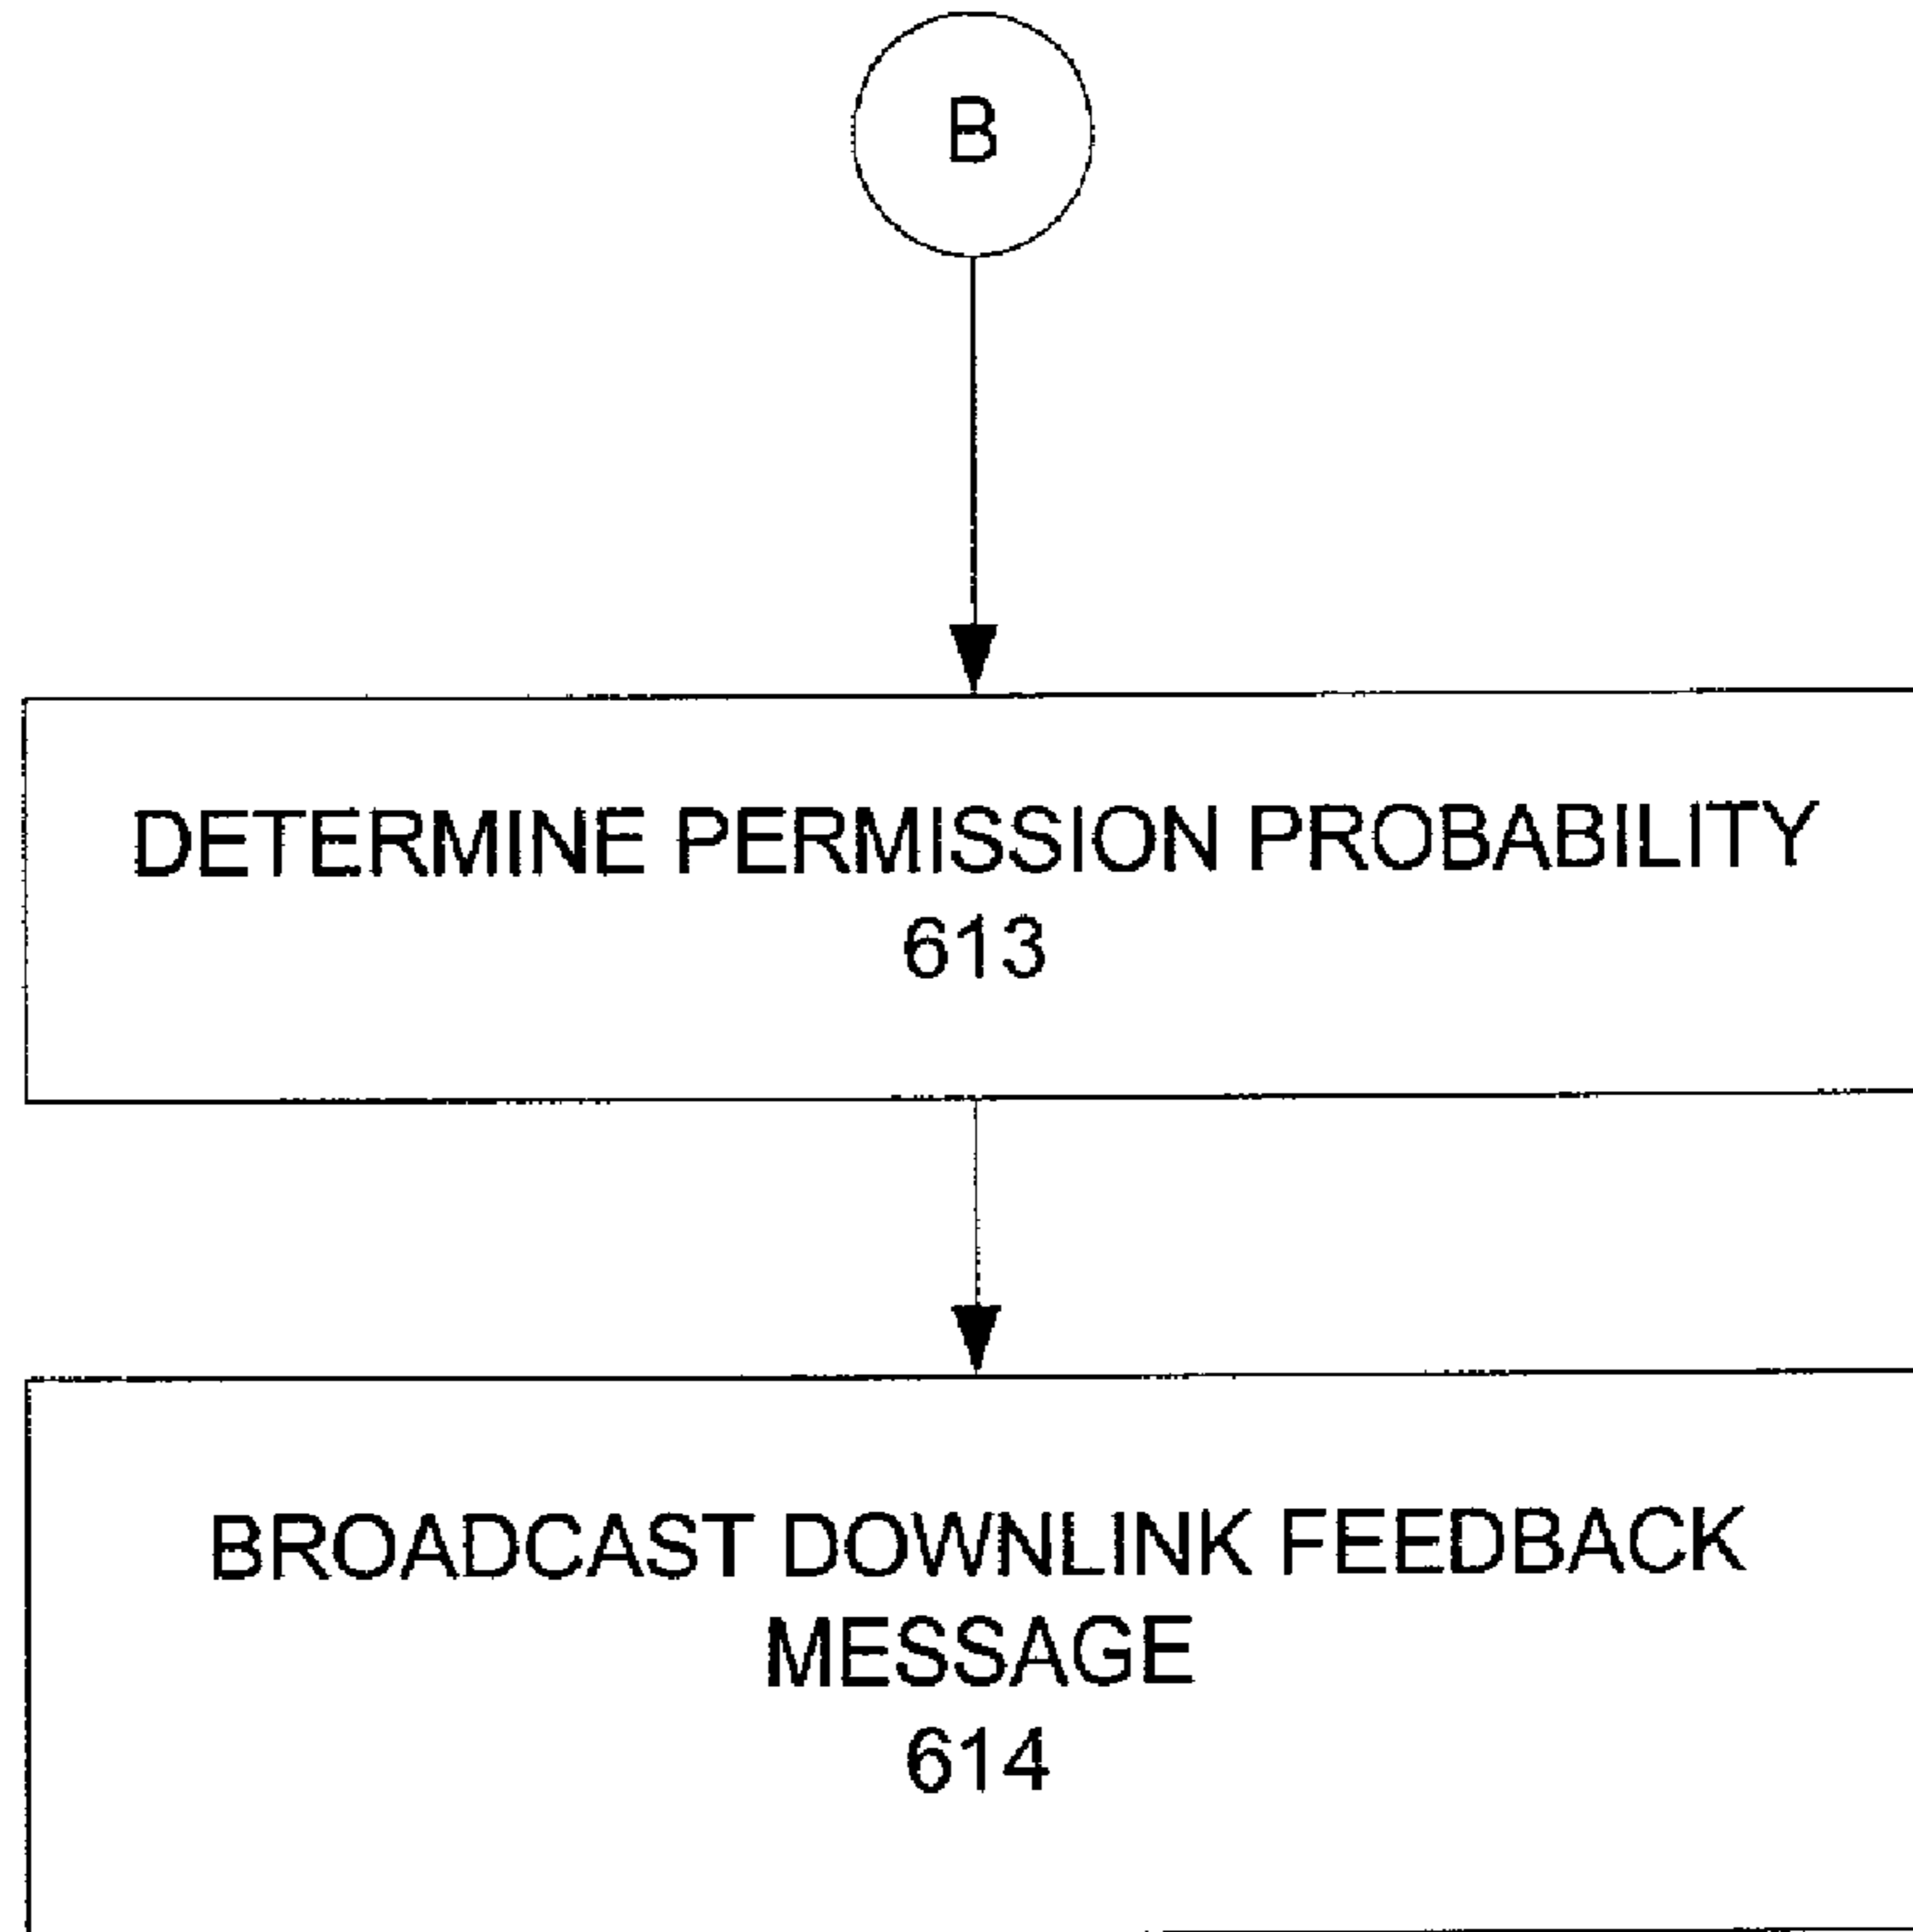 B
DETERMINE PERMISSION PROBABILITY
613
BROADCAST DOWNLINK FEEDBACK
MESSAGE
614